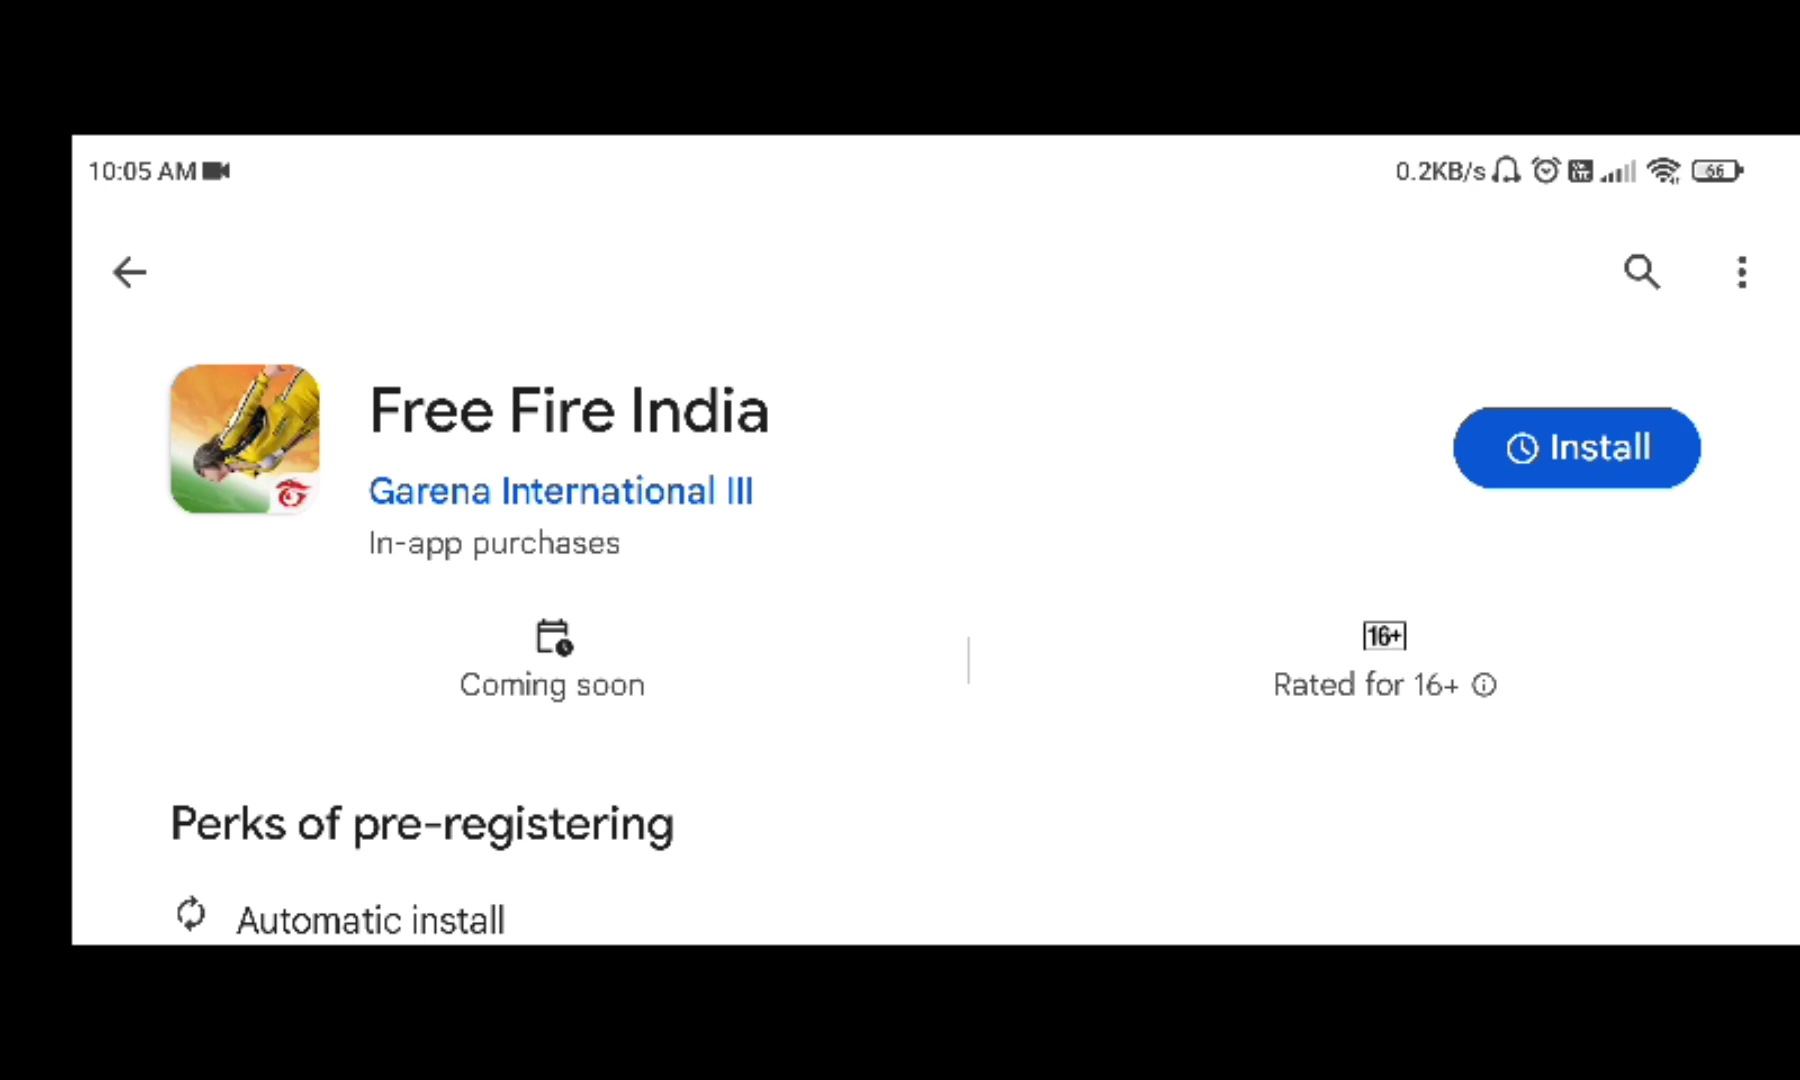 10:05 AM
0.2KB/s 66
Free Fire India
Install
Garena International III
In-app purchases
16+
Coming soon
Rated for 16+
Perks of pre-registering
Automatic install